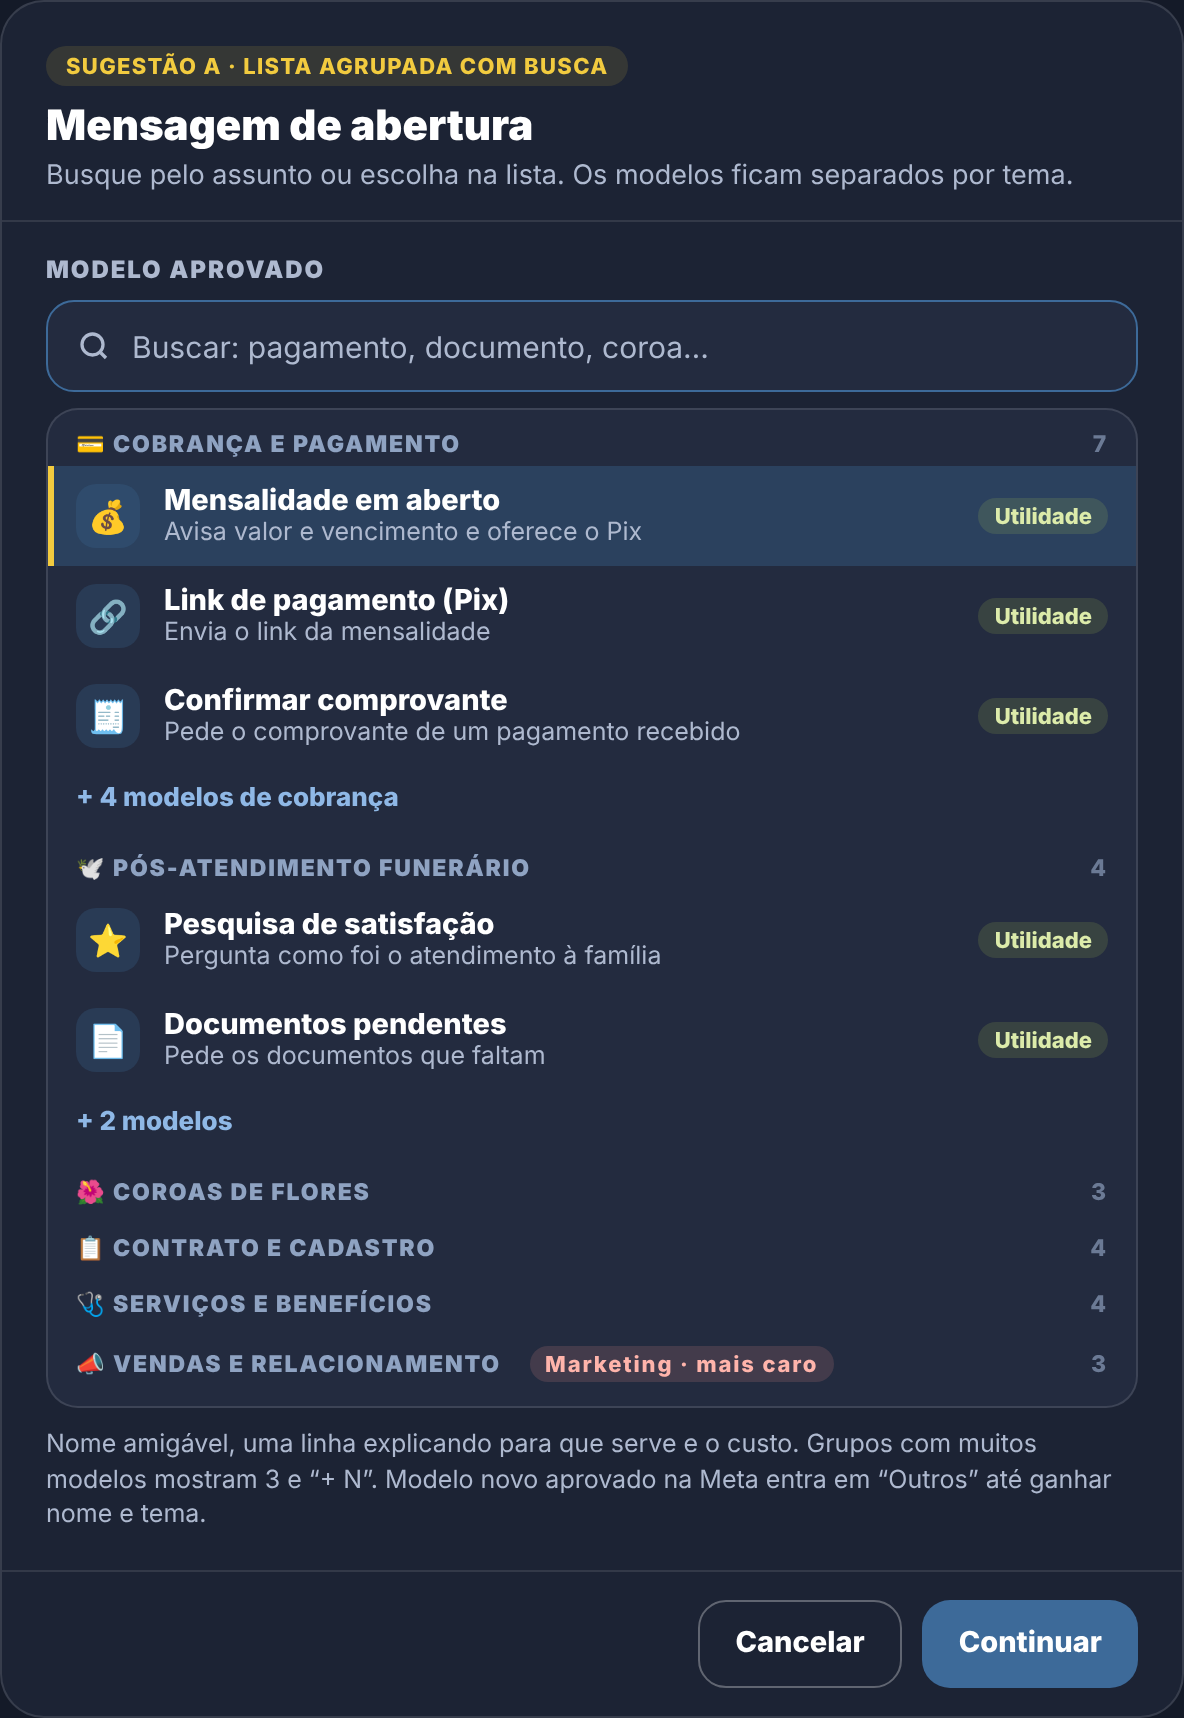 SUGESTÃO A · LISTA AGRUPADA COM BUSCA
Mensagem de abertura
Busque pelo assunto ou escolha na lista. Os modelos ficam separados por tema.
MODELO APROVADO
Buscar: pagamento, documento, coroa...
COBRANÇA E PAGAMENTO 7
Mensalidade em aberto
Avisa valor e vencimento e oferece o Pix
Utilidade
Link de pagamento (Pix)
Envia o link da mensalidade
Utilidade
Confirmar comprovante
Pede o comprovante de um pagamento recebido
Utilidade
+ 4 modelos de cobrança
PÓS-ATENDIMENTO FUNERÁRIO 4
Pesquisa de satisfação
Pergunta como foi o atendimento à família
Utilidade
Documentos pendentes
Pede os documentos que faltam
Utilidade
+ 2 modelos
COROAS DE FLORES 3
CONTRATO E CADASTRO 4
SERVIÇOS E BENEFÍCIOS 4
VENDAS E RELACIONAMENTO Marketing · mais caro 3
Nome amigável, uma linha explicando para que serve e o custo. Grupos com muitos
modelos mostram 3 e “+ N”. Modelo novo aprovado na Meta entra em “Outros” até ganhar
nome e tema.
Cancelar Continuar